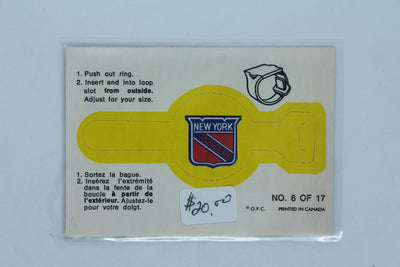 1. Push out ring.
2. Insert end into loop
slot from outside.
Adjust for your size.
NEW YORK
RANGERS
1. Sortez la bague.
2. Insérez l'extrémité
dans la fente de la
boucle à partir de
l'extérieur. Ajustez-le
pour votre doigt.
$20.00
NO. 6 OF 17
© O.P.C. PRINTED IN CANADA